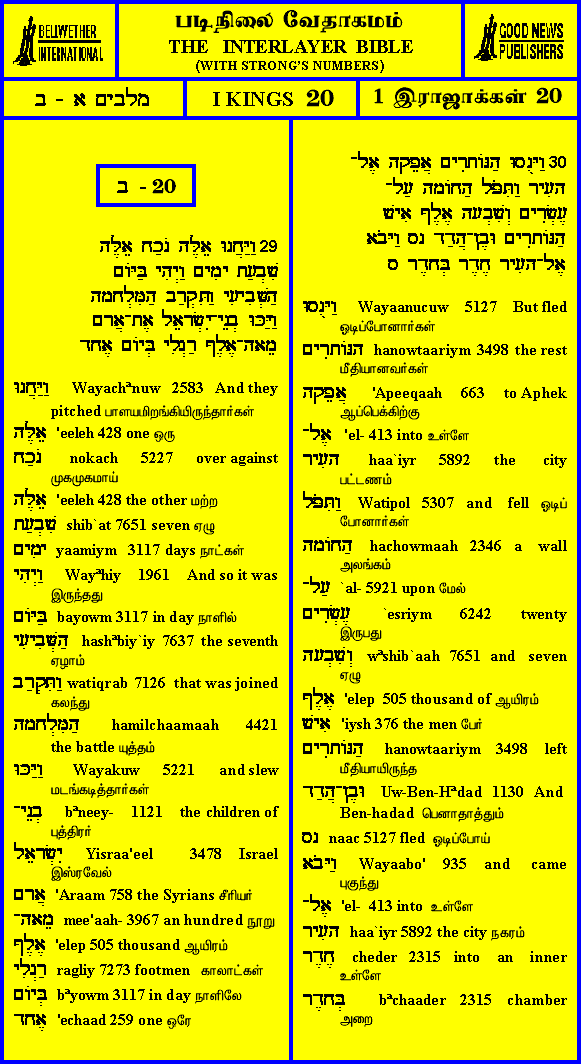 BELLWETHER
INTERNATIONAL
படிநிலை வேதாகமம்
THE INTERLAYER BIBLE
(WITH STRONG'S NUMBERS)
GOOD NEWS
PUBLISHERS
מלכים א - ב
I KINGS 20
1 இராஜாக்கள் 20
ב - 20
29 וַיַּחֲנוּ אֵלֶּה נֹכַח אֵלֶּה
שִׁבְעַת יָמִים וַיְהִי בַּיּוֹם
הַשְּׁבִיעִי וַתִּקְרַב הַמִּלְחָמָה
וַיַּכּוּ בְנֵי־יִשְׂרָאֵל אֶת־אֲרָם
מֵאָה־אֶלֶף רַגְלִי בְּיוֹם אֶחָד
וַיַּחֲנוּ Wayachªnuw 2583 And they
pitched பாளயமிறங்கியிருந்தார்கள்
אֵלֶּה 'eeleh 428 one ஒரு
נֹכַח nokach 5227 over against
முகமுகமாய்
אֵלֶּה 'eeleh 428 the other மற்ற
שִׁבְעַת shib`at 7651 seven ஏழு
יָמִים yaamiym 3117 days நாட்கள்
וַיְהִי Wayªhiy 1961 And so it was
இருந்தது
בַּיּוֹם bayowm 3117 in day நாளில்
הַשְּׁבִיעִי hashªbiy`iy 7637 the seventh
ஏழாம்
וַתִּקְרַב watiqrab 7126 that was joined
கலந்து
הַמִּלְחָמָה hamilchaamaah 4421
the battle யுத்தம்
וַיַּכּוּ Wayakuw 5221 and slew
மடங்கடித்தார்கள்
בְנֵי־ bªneey- 1121 the children of
புத்திரர்
יִשְׂרָאֵל Yisraa'eel 3478 Israel
இஸ்ரவேல்
אֲרָם 'Araam 758 the Syrians சீரியர்
מֵאָה־ mee'aah- 3967 an hundred நூறு
אֶלֶף 'elep 505 thousand ஆயிரம்
רַגְלִי ragliy 7273 footmen காலாட்கள்
בְּיוֹם bªyowm 3117 in day நாளிலே
אֶחָד 'echaad 259 one ஒரே
30 וַיָּנֻסוּ הַנּוֹתָרִים אֲפֵקָה אֶל־
הָעִיר וַתִּפֹּל הַחוֹמָה עַל־
עֶשְׂרִים וְשִׁבְעָה אֶלֶף אִישׁ
הַנּוֹתָרִים וּבֶן־הֲדַד נָס וַיָּבֹא
אֶל־הָעִיר חֶדֶר בְּחָדֶר ס
וַיָּנֻסוּ Wayaanucuw 5127 But fled
ஓடிப்போனார்கள்
הַנּוֹתָרִים hanowtaariym 3498 the rest
மீதியானவர்கள்
אֲפֵקָה 'Apeeqaah 663 to Aphek
ஆப்பெக்கிற்கு
אֶל־ 'el- 413 into உள்ளே
הָעִיר haa`iyr 5892 the city
பட்டணம்
וַתִּפֹּל Watipol 5307 and fell ஓடிப்
போனார்கள்
הַחוֹמָה hachowmaah 2346 a wall
அலங்கம்
עַל־ `al- 5921 upon மேல்
עֶשְׂרִים `esriym 6242 twenty
இருபது
וְשִׁבְעָה wªshib`aah 7651 and seven
ஏழு
אֶלֶף 'elep 505 thousand of ஆயிரம்
אִישׁ 'iysh 376 the men பேர்
הַנּוֹתָרִים hanowtaariym 3498 left
மீதியாயிருந்த
וּבֶן־הֲדַד Uw-Ben-Hªdad 1130 And
Ben-hadad பெனாதாத்தும்
נָס naac 5127 fled ஓடிப்போய்
וַיָּבֹא Wayaabo' 935 and came
புகுந்து
אֶל־ 'el- 413 into உள்ளே
הָעִיר haa`iyr 5892 the city நகரம்
חֶדֶר cheder 2315 into an inner
உள்ளே
בְּחָדֶר bªchaader 2315 chamber
அறை